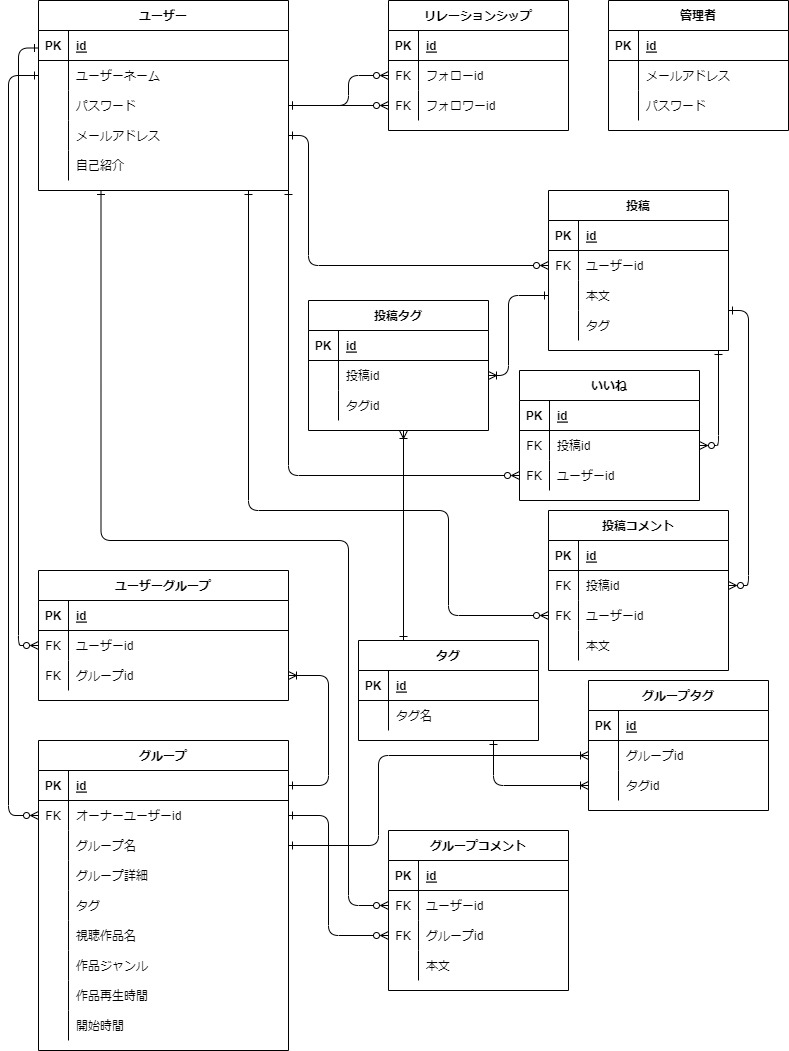 ユーザー
PK id
ユーザーネーム
パスワード
メールアドレス
自己紹介
リレーションシップ
PK id
FK フォローid
FK フォロワーid
管理者
PK id
メールアドレス
パスワード
投稿
PK id
FK ユーザーid
本文
タグ
投稿タグ
PK id
投稿id
タグid
いいね
PK id
FK 投稿id
FK ユーザーid
投稿コメント
PK id
FK 投稿id
FK ユーザーid
本文
ユーザーグループ
PK id
FK ユーザーid
FK グループid
タグ
PK id
タグ名
グループタグ
PK id
グループid
タグid
グループ
PK id
FK オーナーユーザーid
グループ名
グループ詳細
タグ
視聴作品名
作品ジャンル
作品再生時間
開始時間
グループコメント
PK id
FK ユーザーid
FK グループid
本文